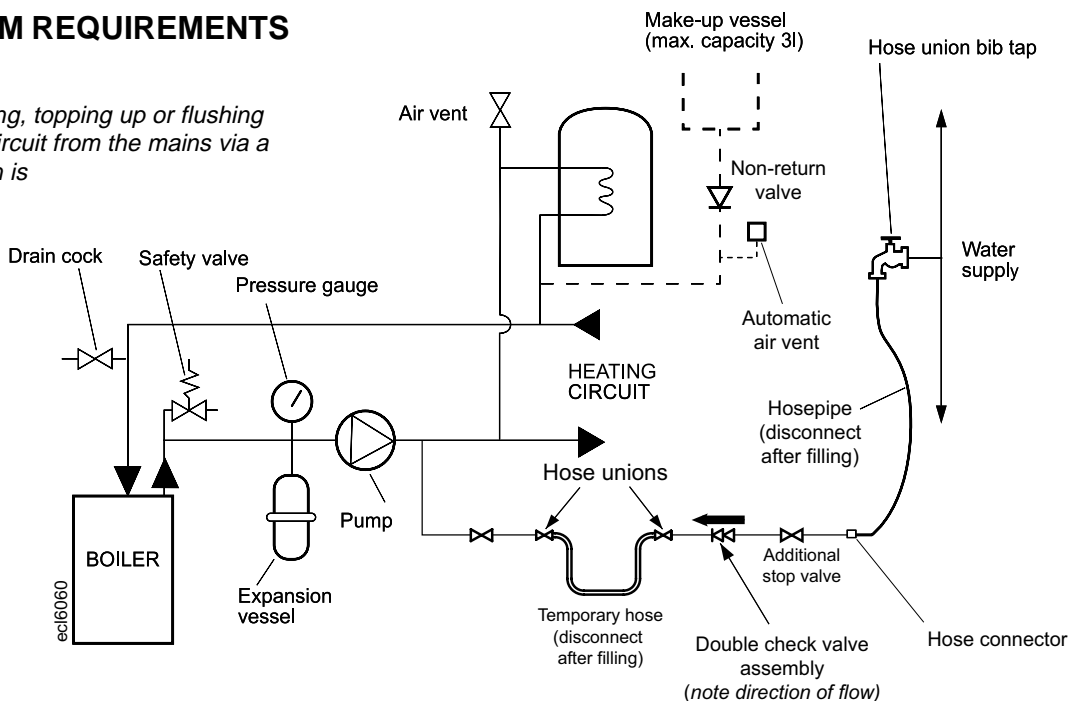 M REQUIREMENTS
ng, topping up or flushing
ircuit from the mains via a
n is
Make-up vessel
(max. capacity 3l)
Hose union bib tap
Air vent
Non-return
valve
Drain cock
Safety valve
Pressure gauge
Water
supply
Automatic
air vent
HEATING
CIRCUIT
Hosepipe
(disconnect
after filling)
Hose unions
Pump
BOILER
Additional
stop valve
ecl6060
Expansion
vessel
Temporary hose
(disconnect
after filling)
Double check valve
assembly
(note direction of flow)
Hose connector